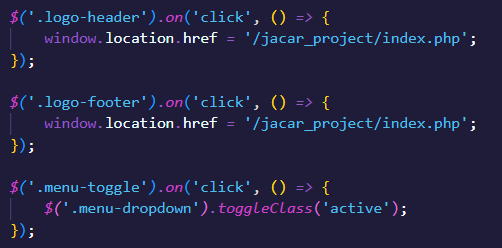 $('.logo-header').on('click', () => {
    window.location.href = '/jacar_project/index.php';
});

$('.logo-footer').on('click', () => {
    window.location.href = '/jacar_project/index.php';
});

$('.menu-toggle').on('click', () => {
    $('.menu-dropdown').toggleClass('active');
});